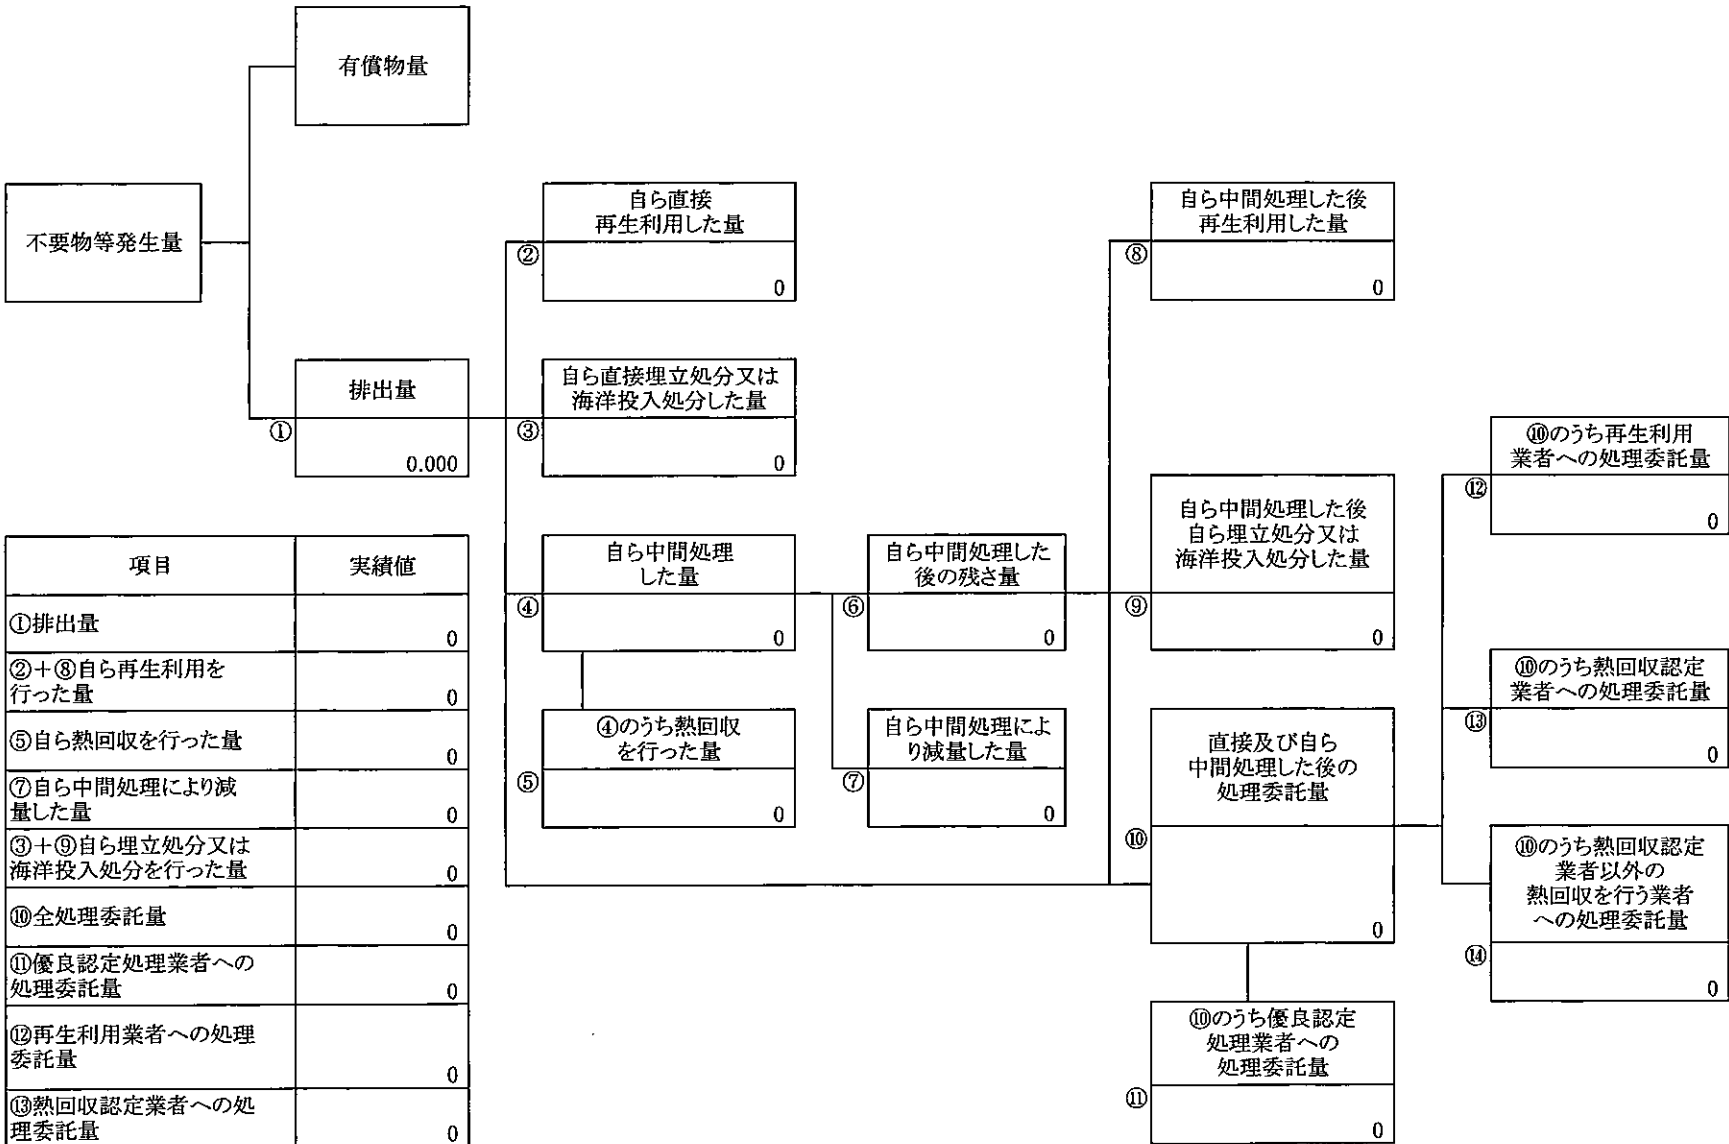 有償物量
不要物等発生量
自ら直接
再生利用した量
②
0
自ら中間処理した後
再生利用した量
⑧
0
排出量
①
0.000
自ら直接埋立処分又は
海洋投入処分した量
③
0
⑩のうち再生利用
業者への処理委託量
⑫
0
自ら中間処理した後
自ら埋立処分又は
海洋投入処分した量
⑨
0
自ら中間処理
した量
④
0
自ら中間処理した
後の残さ量
⑥
0
⑩のうち熱回収認定
業者への処理委託量
⑬
0
④のうち熱回収
を行った量
⑤
0
自ら中間処理によ
り減量した量
⑦
0
直接及び自ら
中間処理した後の
処理委託量
⑩
0
⑩のうち熱回収認定
業者以外の
熱回収を行う業者
への処理委託量
⑭
0
⑩のうち優良認定
処理業者への
処理委託量
⑪
0
項目 実績値
①排出量
0
②+⑧自ら再生利用を
行った量 0
⑤自ら熱回収を行った量
0
⑦自ら中間処理により減
量した量 0
③+⑨自ら埋立処分又は
海洋投入処分を行った量 0
⑩全処理委託量
0
⑪優良認定処理業者への
処理委託量 0
⑫再生利用業者への処理
委託量
0
⑬熱回収認定業者への処
理委託量 0